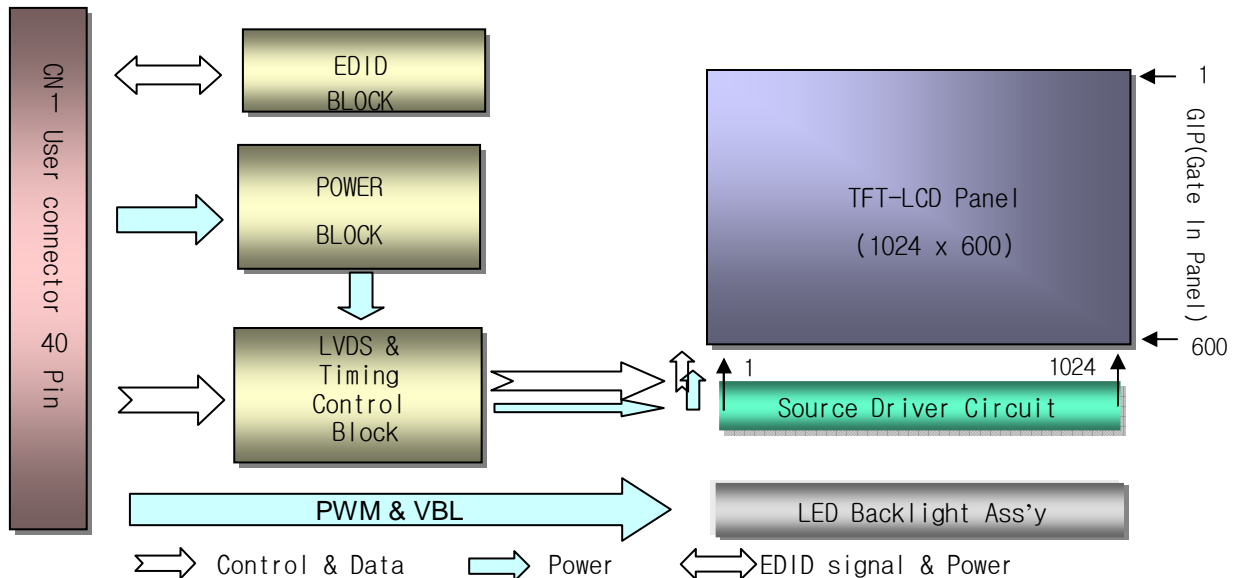 CN1 User connector 40 Pin
EDID
BLOCK
POWER
BLOCK
LVDS &
Timing
Control
Block
TFT-LCD Panel
(1024 x 600)
1
GIP(Gate In Panel)
600
1
1024
Source Driver Circuit
PWM & VBL
LED Backlight Ass'y
Control & Data
Power
EDID signal & Power